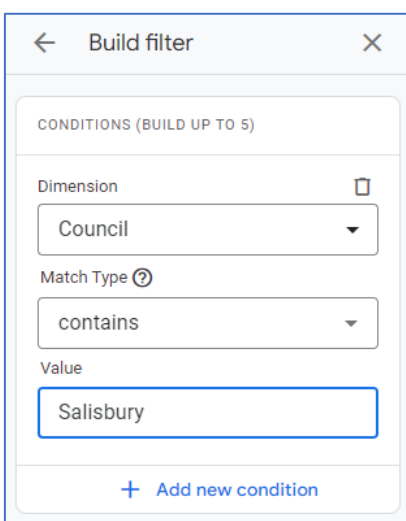 Build filter
CONDITIONS (BUILD UP TO 5)
Dimension
Council
Match Type
contains
Value
Salisbury
+ Add new condition